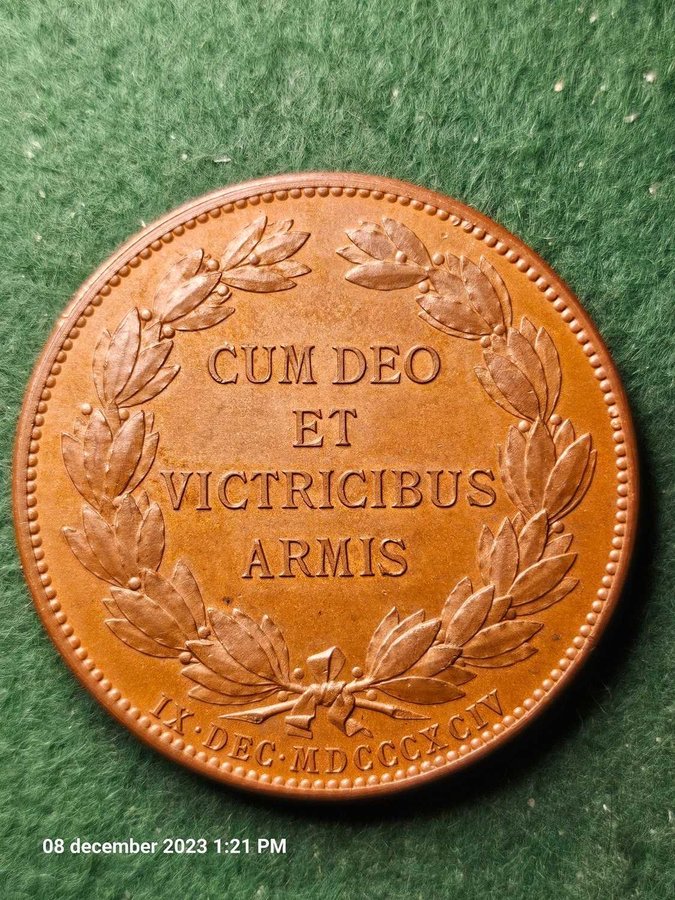 CUM DEO
ET
VICTRICIBUS
ARMIS
IX·DEC·MDCCCXCIV
08 december 2023 1:21 PM